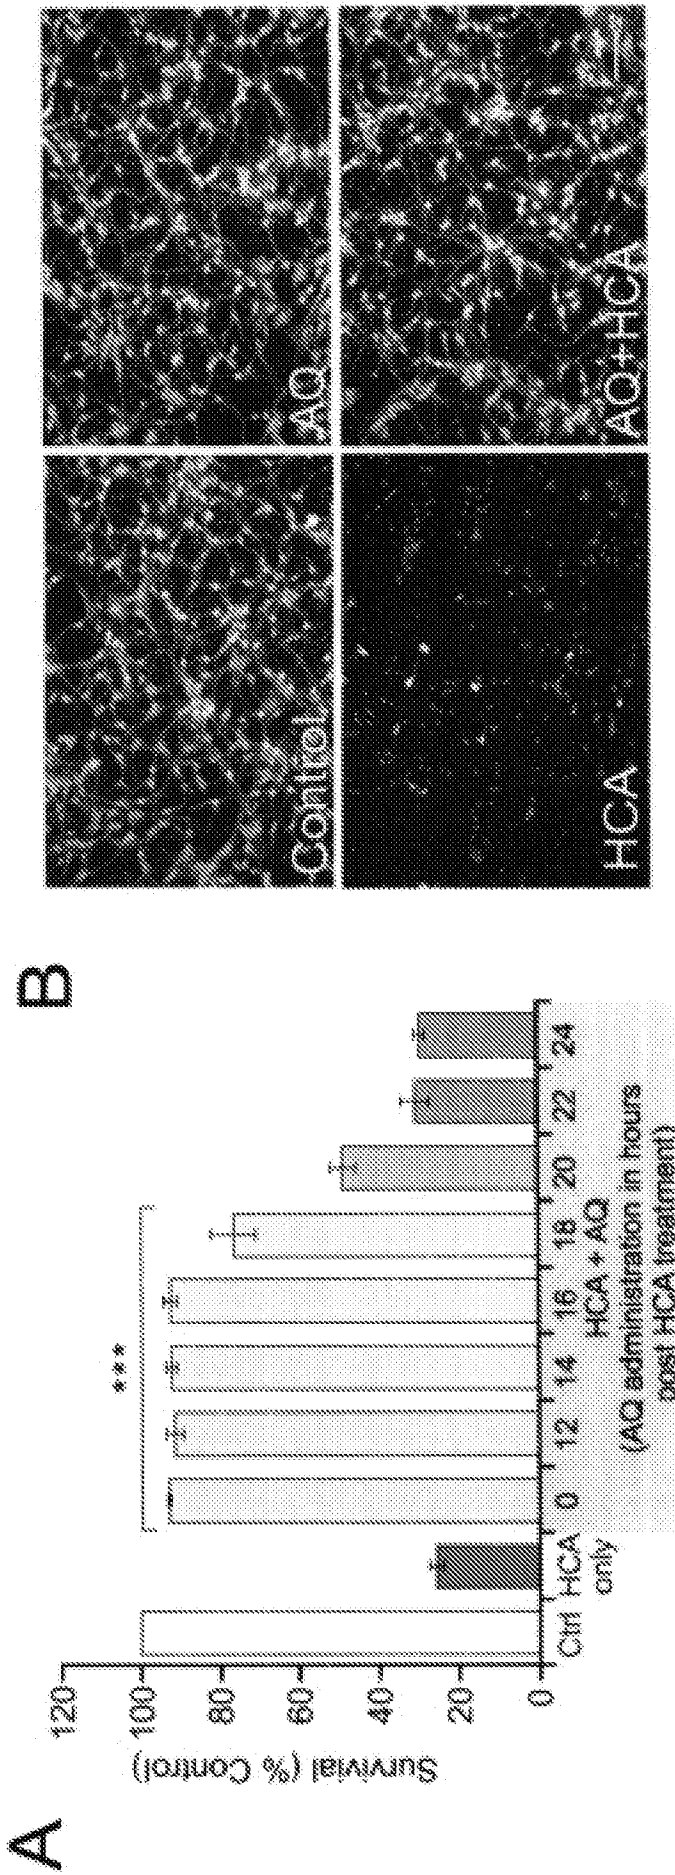 A
Survivial (% Control)
120
100
80
60
40
20
0
***
Ctrl
HCA
only
0
12
14
16
18
20
22
24
HCA + AQ
(AQ administration in hours
post HCA treatment)
B
Control
AQ
HCA
AQ+HCA